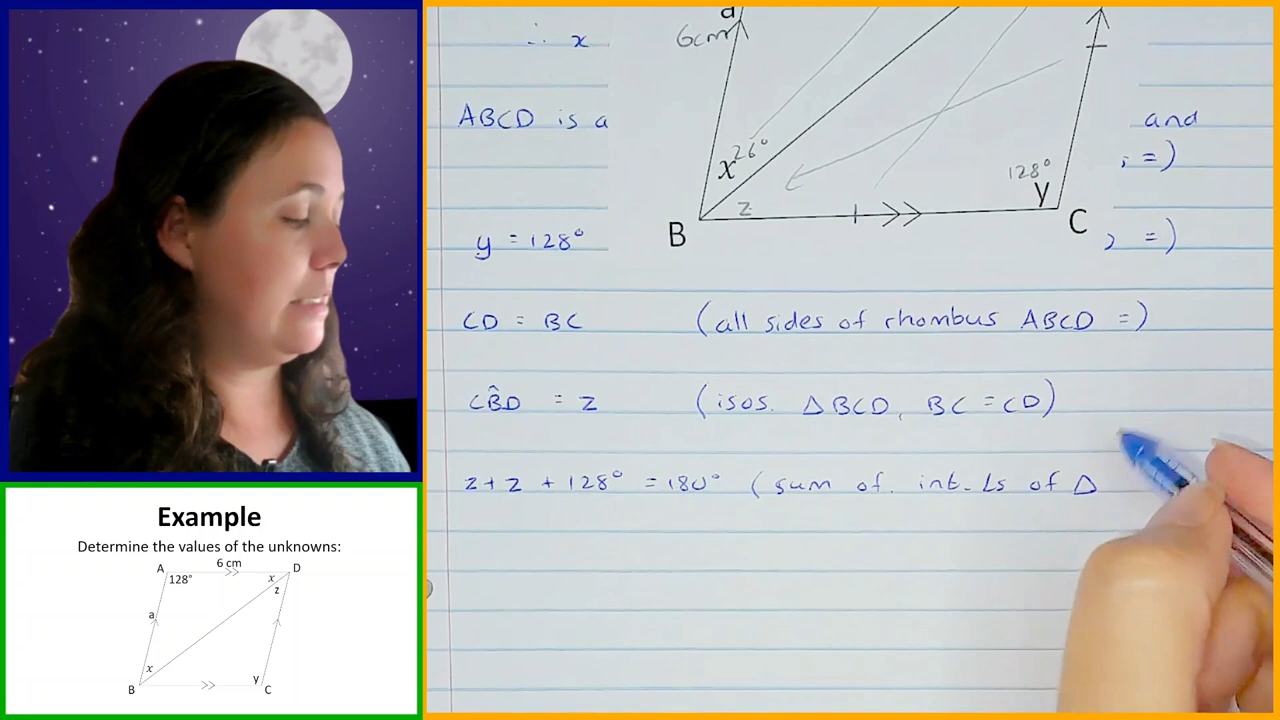 ∴ x
a
6cm
ABCD is a
and
; =)
x 26°
z
128°
y
B
C
y = 128°
, =)
CD = BC (all sides of rhombus ABCD =)
CB̂D = z (isos. ΔBCD, BC = CD)
z + z + 128° = 180° (sum of. int. ∠s of Δ
Example
Determine the values of the unknowns:
6 cm
A
D
128°
x
z
a
x
y
B
C